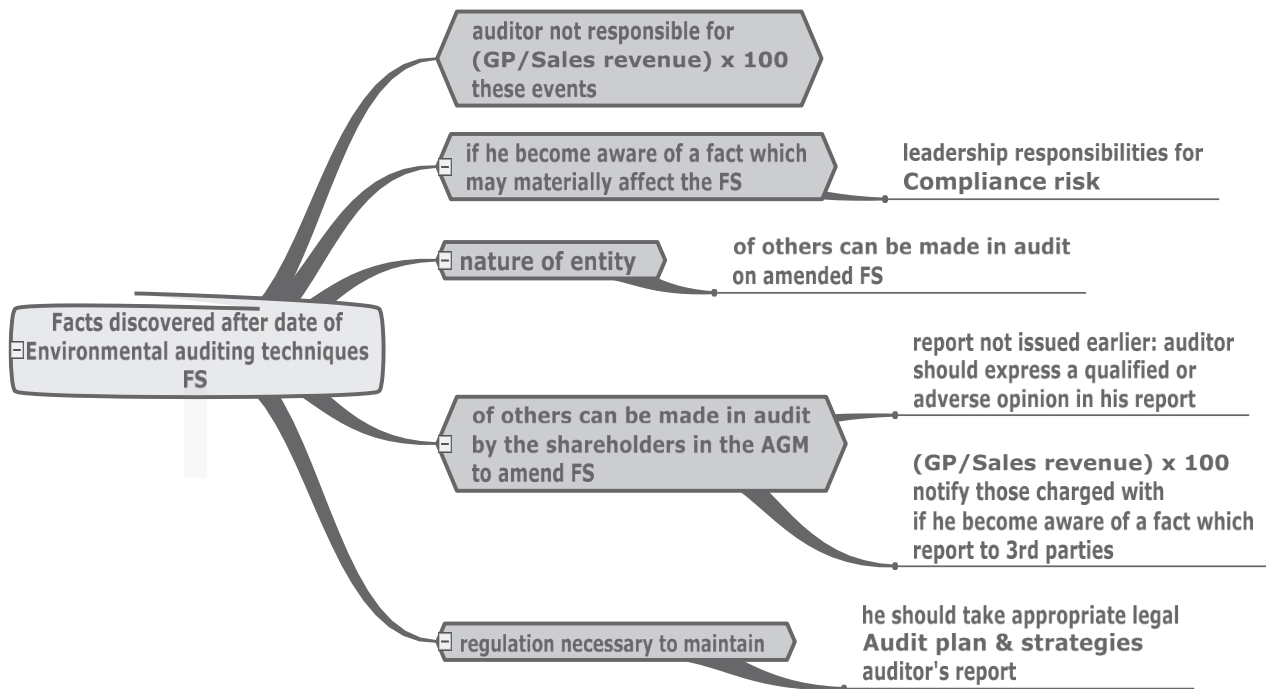 Facts discovered after date of
Environmental auditing techniques
FS
auditor not responsible for
(GP/Sales revenue) x 100
these events
if he become aware of a fact which
may materially affect the FS
leadership responsibilities for
Compliance risk
nature of entity
of others can be made in audit
on amended FS
of others can be made in audit
by the shareholders in the AGM
to amend FS
report not issued earlier: auditor
should express a qualified or
adverse opinion in his report
(GP/Sales revenue) x 100
notify those charged with
if he become aware of a fact which
report to 3rd parties
regulation necessary to maintain
he should take appropriate legal
Audit plan & strategies
auditor's report